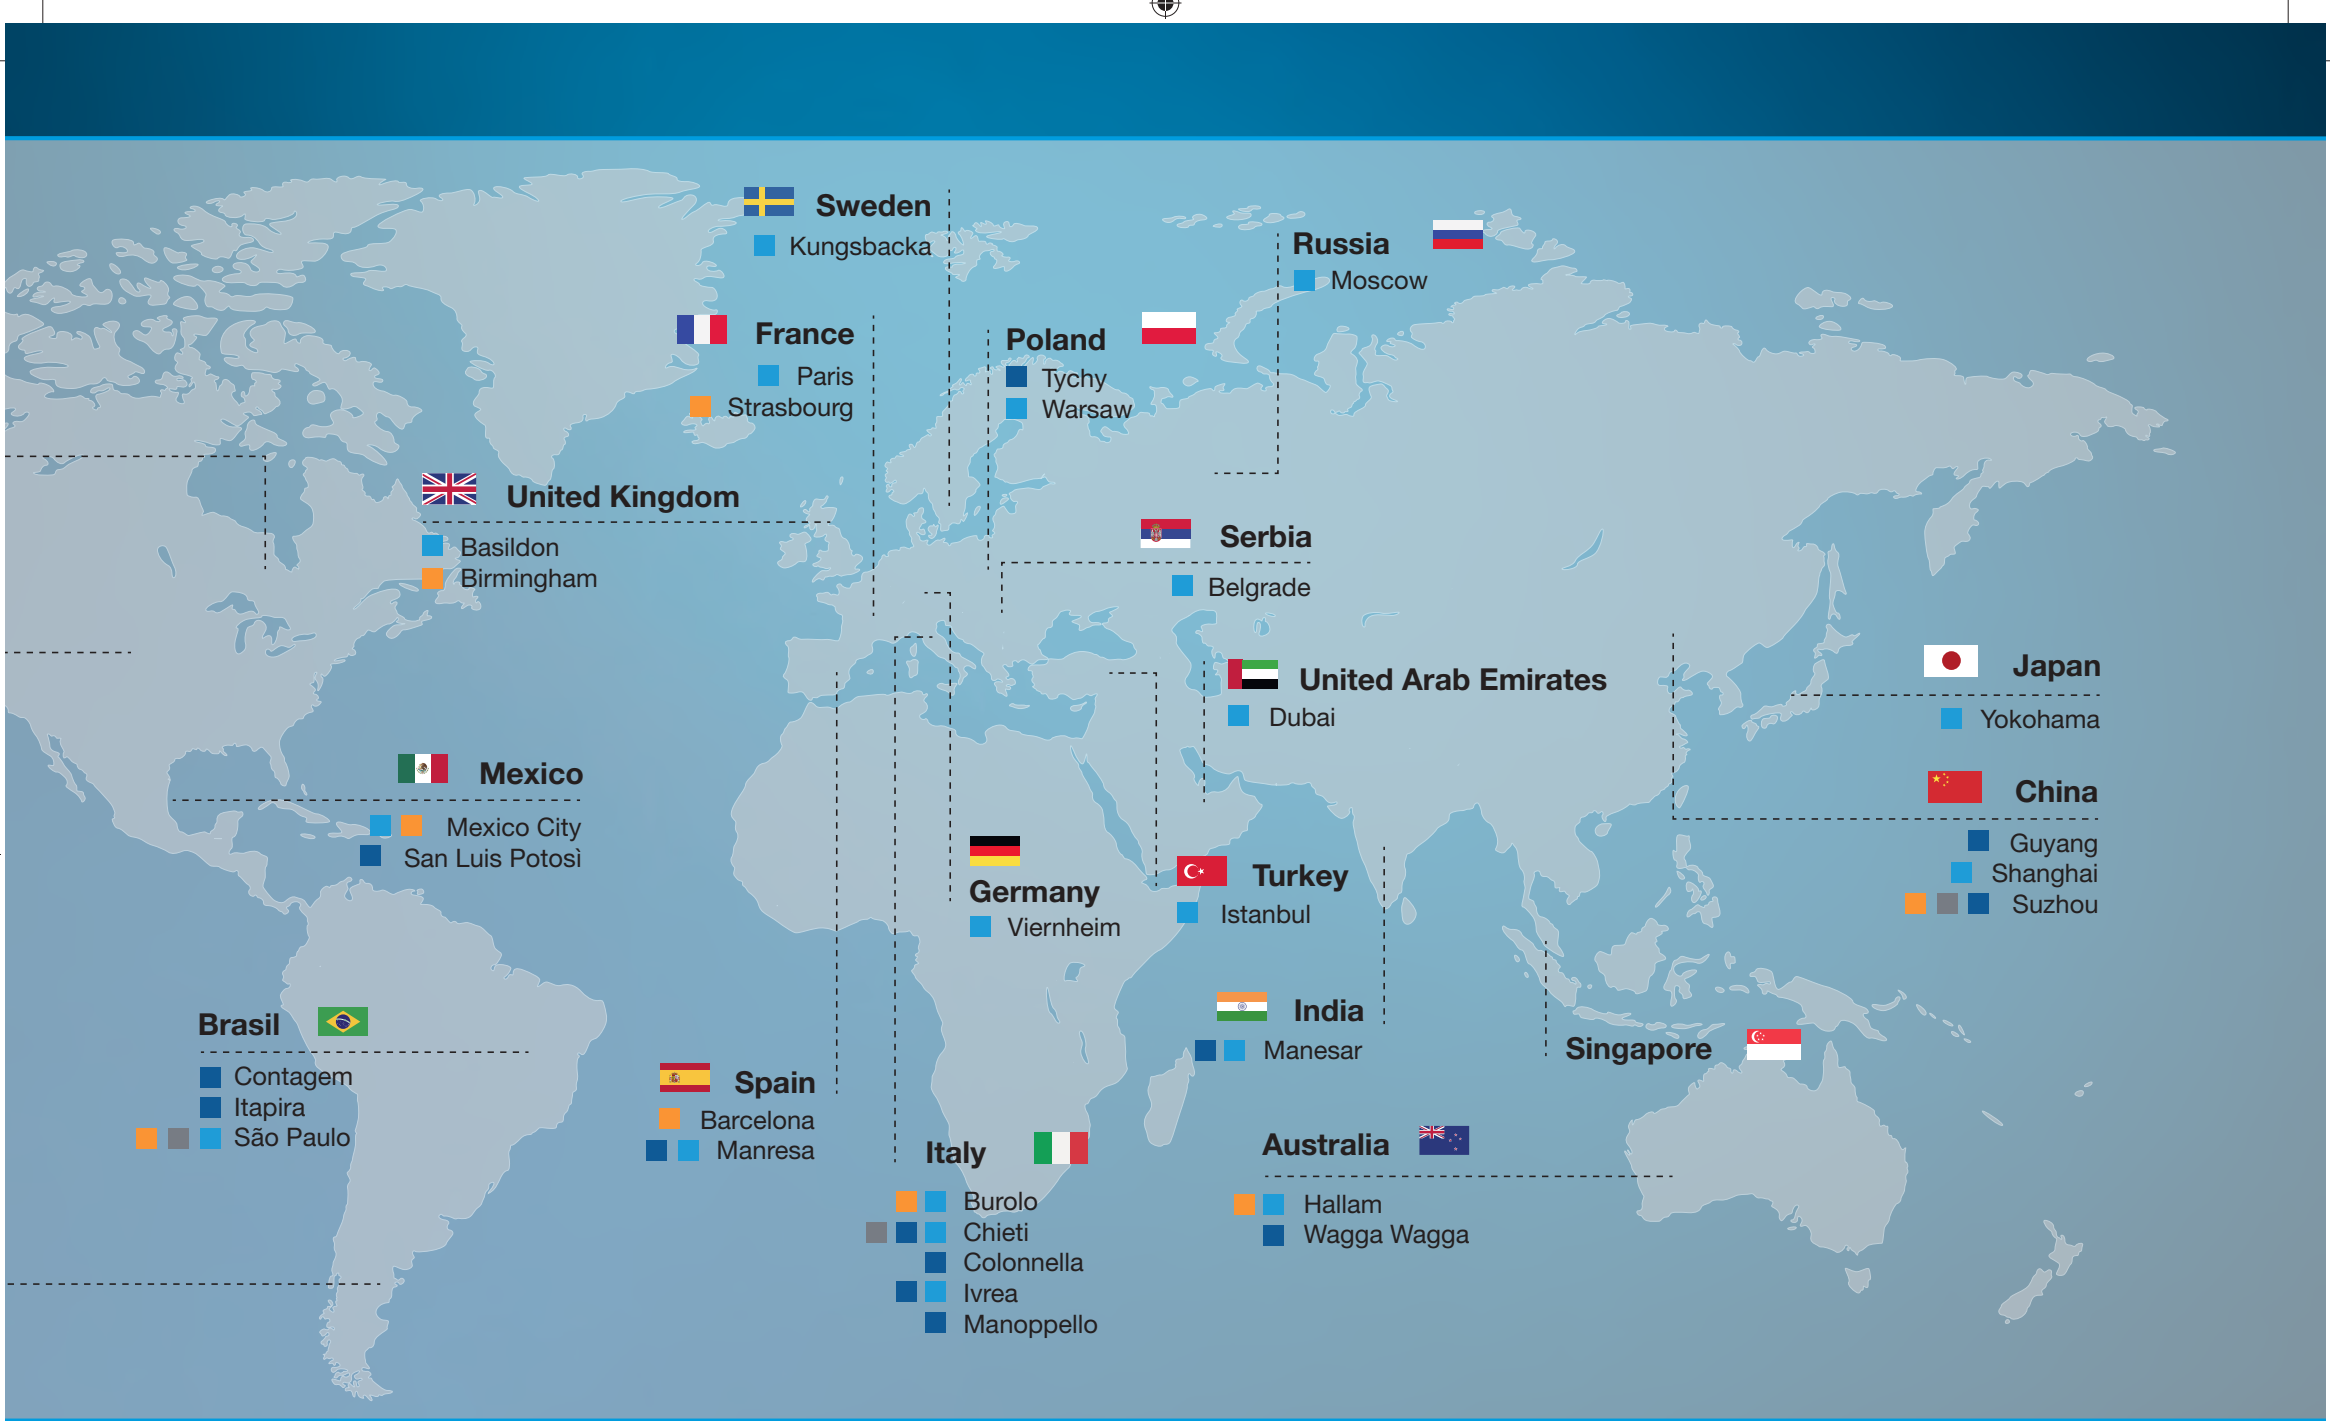 Sweden
Kungsbacka
Russia
Moscow
France
Paris
Strasbourg
Poland
Tychy
Warsaw
United Kingdom
Basildon
Birmingham
Serbia
Belgrade
United Arab Emirates
Dubai
Japan
Yokohama
Mexico
Mexico City
San Luis Potosì
China
Guyang
Shanghai
Suzhou
Germany
Viernheim
Turkey
Istanbul
India
Manesar
Singapore
Brasil
Contagem
Itapira
São Paulo
Spain
Barcelona
Manresa
Italy
Burolo
Chieti
Colonnella
Ivrea
Manoppello
Australia
Hallam
Wagga Wagga